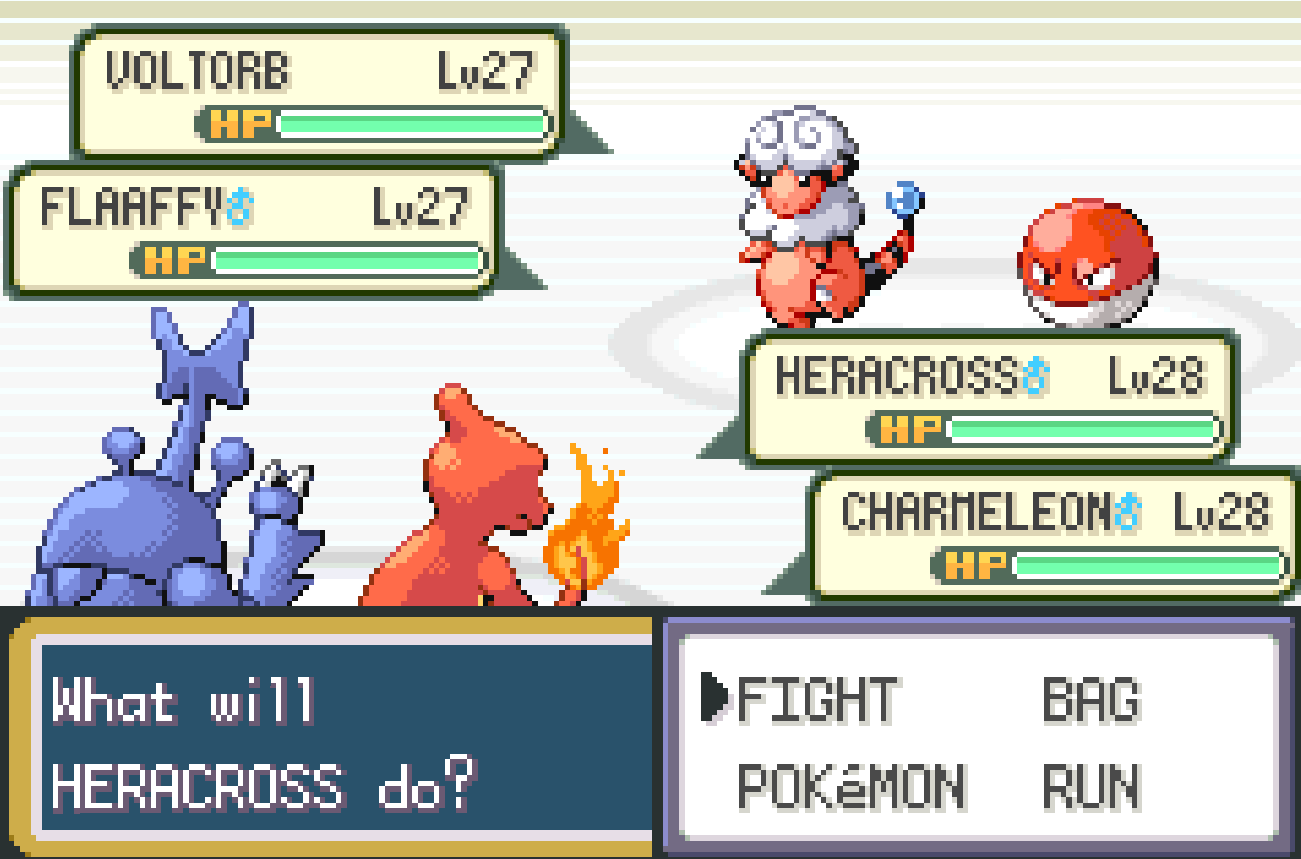 VOLTORB Lv27
HP
FLAAFFY♂ Lv27
HP
HERACROSS♂ Lv28
HP
CHARMELEON♂ Lv28
HP
What will
HERACROSS do?
▶FIGHT BAG
POKéMON RUN